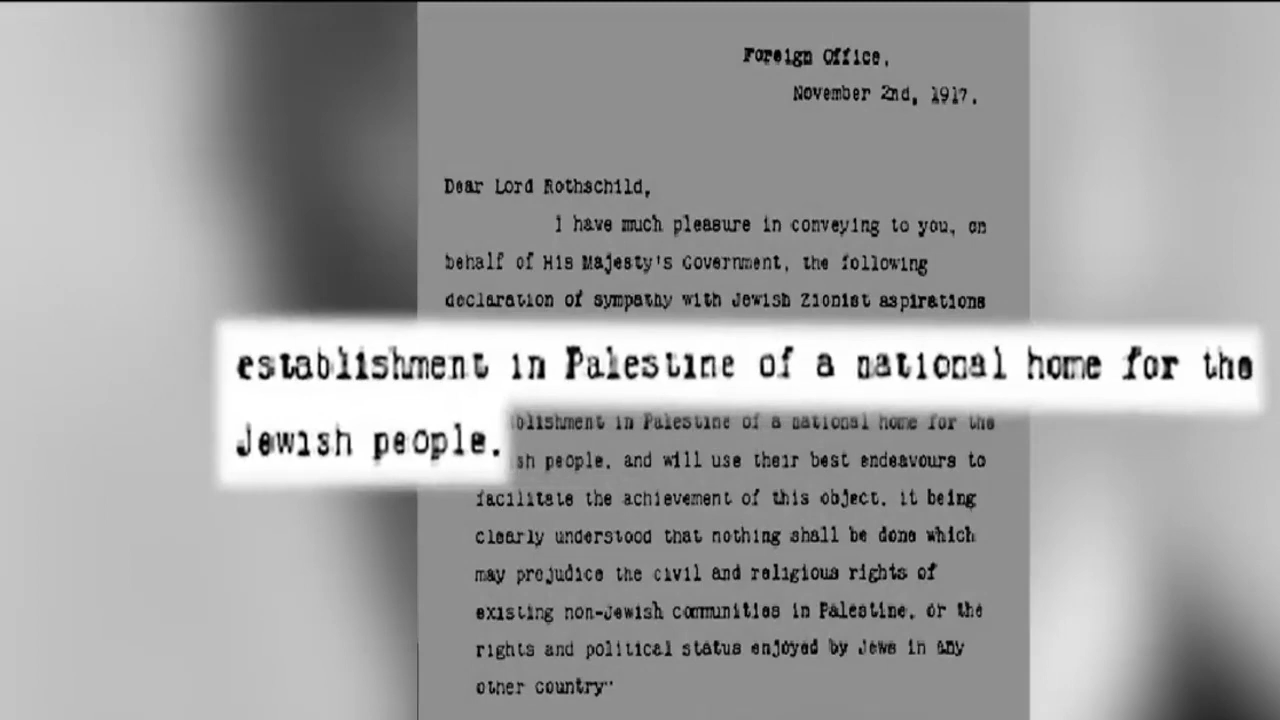 Foreign Office,
November 2nd, 1917.
Dear Lord Rothschild,
I have much pleasure in conveying to you, on
behalf of His Majesty's Government, the following
declaration of sympathy with Jewish Zionist aspirations
establishment in Palestine of a national home for the
Jewish people.
blishment in Palestine of a national home for the
sh people, and will use their best endeavours to
facilitate the achievement of this object, it being
clearly understood that nothing shall be done which
may prejudice the civil and religious rights of
existing non-Jewish communities in Palestine, or the
rights and political status enjoyed by Jews in any
other country"